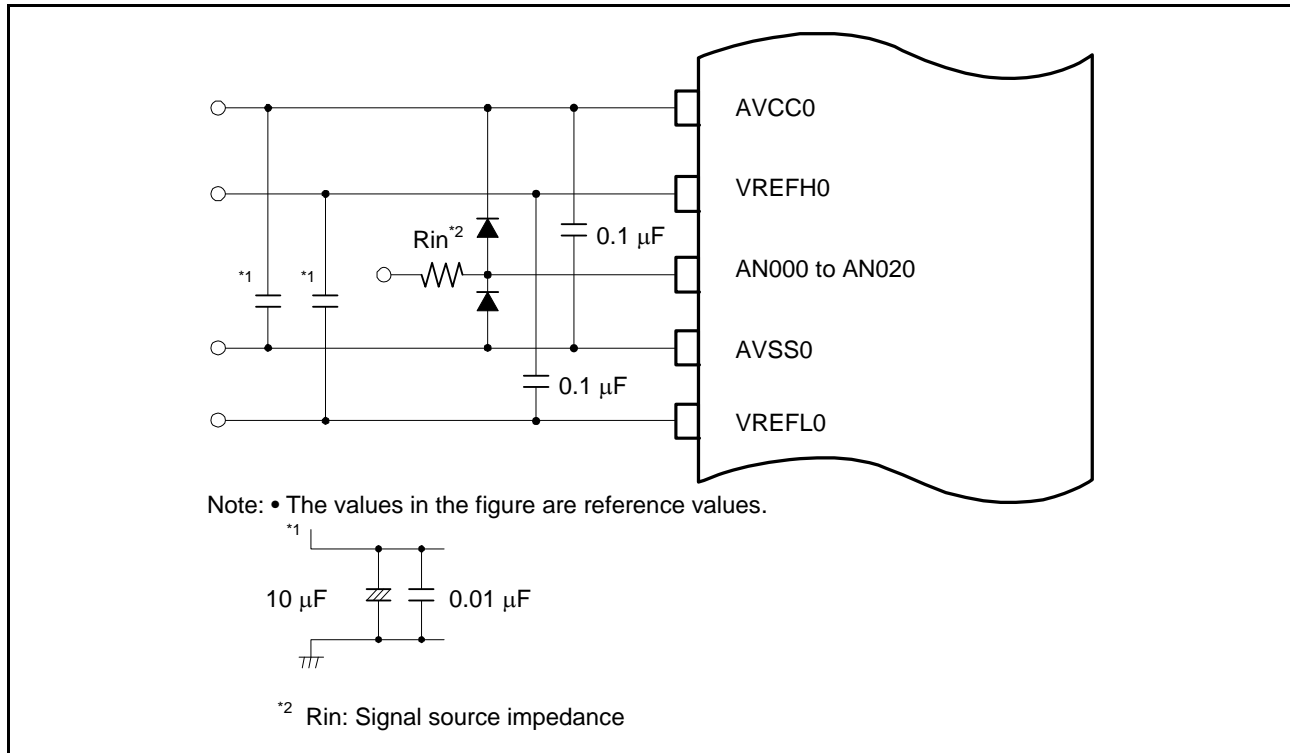 AVCC0
VREFH0
Rin*2
0.1 µF
AN000 to AN020
*1
*1
AVSS0
0.1 µF
VREFL0
Note: • The values in the figure are reference values.
*1
10 µF
0.01 µF
*2 Rin: Signal source impedance